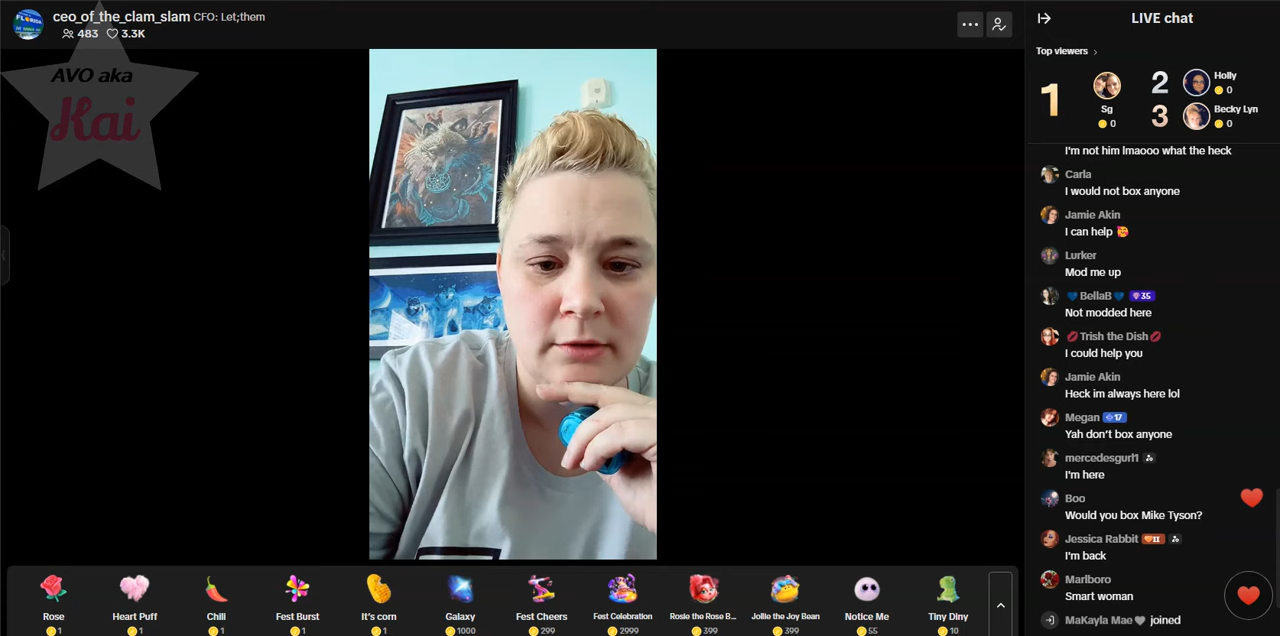 ceo_of_the_clam_slam CFO: Let;them
483 3.3K
AVO aka
Kai
LIVE chat
Top viewers
1
Sg
0
2
Holly
0
3
Becky Lyn
0
I'm not him lmaooo what the heck
Carla
I would not box anyone
Jamie Akin
I can help 🥰
Lurker
Mod me up
💙BellaB💙 35
Not modded here
💋Trish the Dish💋
I could help you
Jamie Akin
Heck im always here lol
Megan 17
Yah don't box anyone
mercedesgurl1
I'm here
Boo
Would you box Mike Tyson?
Jessica Rabbit II
I'm back
Marlboro
Smart woman
MaKayla Mae🩶 joined
Rose Heart Puff Chill Fest Burst It's corn Galaxy Fest Cheers Fest Celebration Rosie the Rose B... Jollie the Joy Bean Notice Me Tiny Diny
1 1 1 1 1 1000 299 2999 399 399 55 10